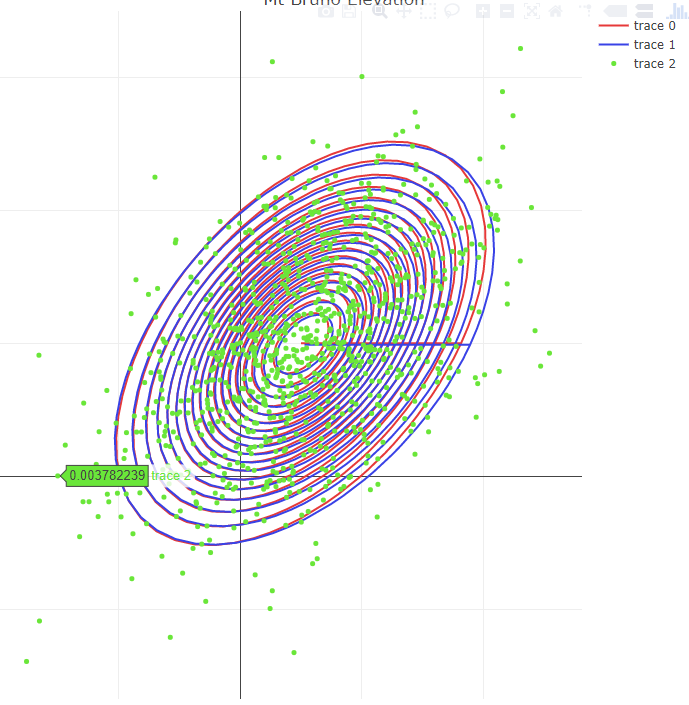 Mt Bruno Elevation
trace 0
trace 1
trace 2
0.003782239 trace 2